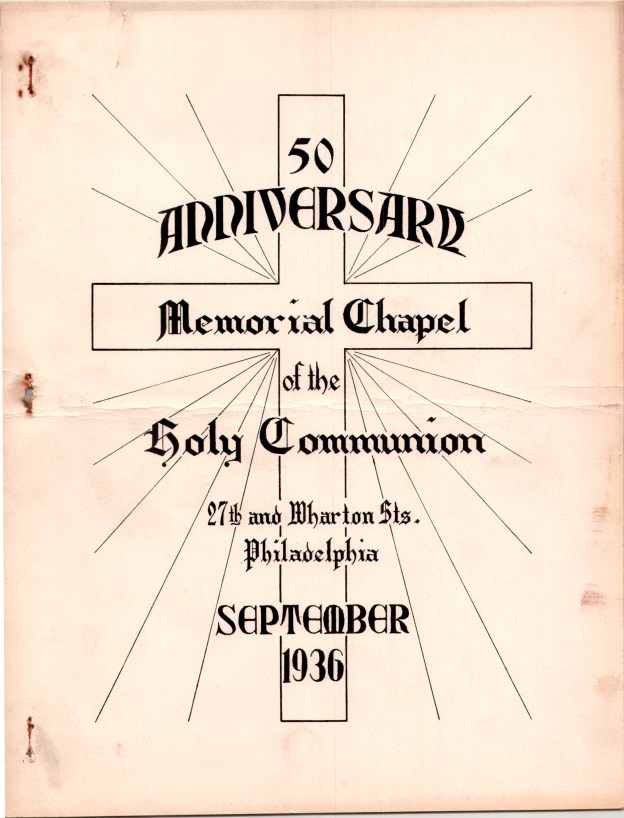 50
ANNIVERSARY
Memorial Chapel
of the
Holy Communion
27th and Wharton Sts.
Philadelphia
SEPTEMBER
1936